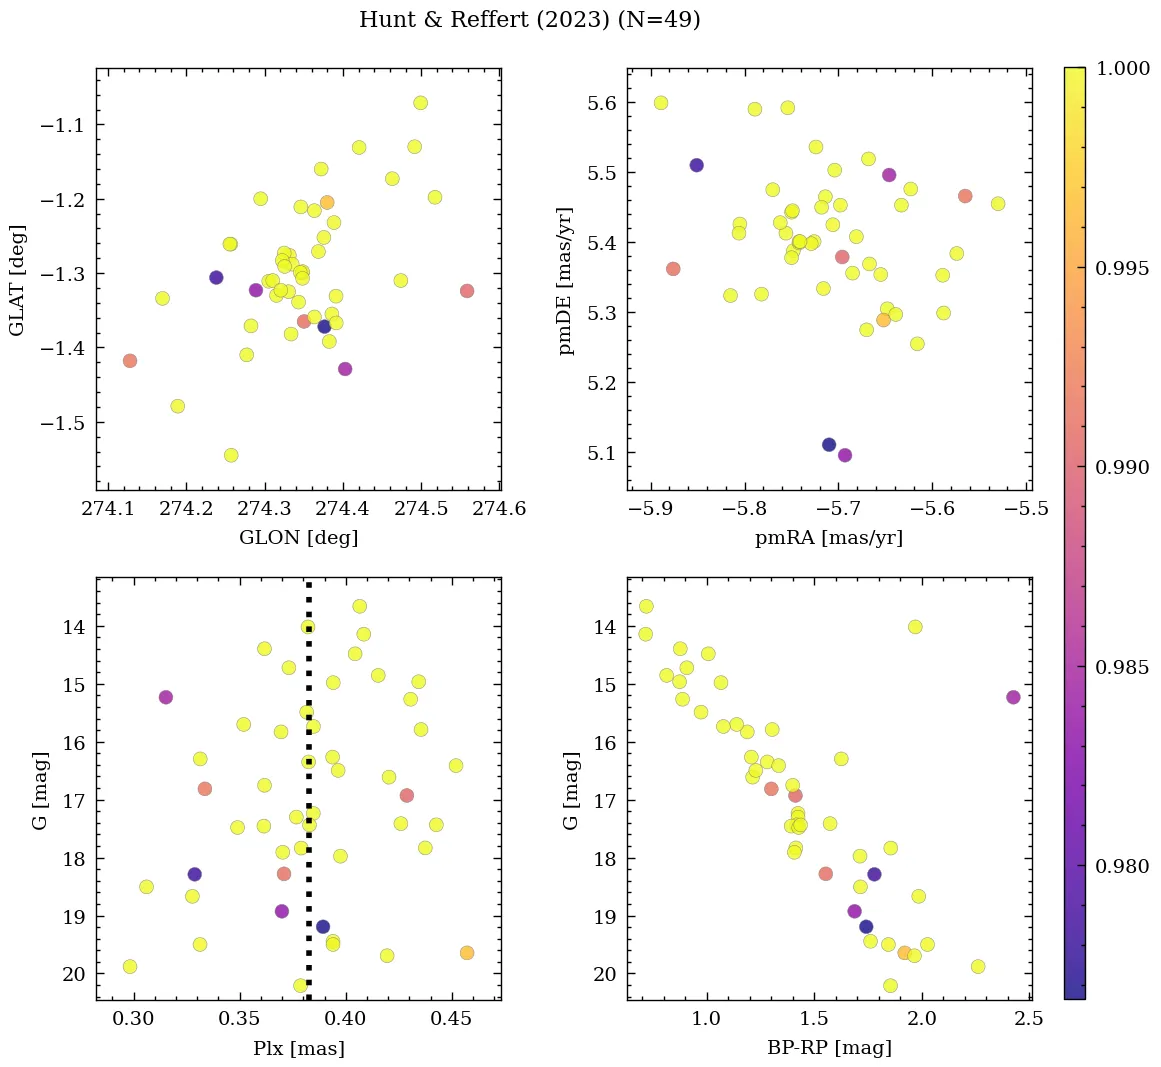 Hunt & Reffert (2023) (N=49)
−1.1
−1.2
−1.3
−1.4
−1.5
GLAT [deg]
274.1 274.2 274.3 274.4 274.5 274.6
GLON [deg]
5.6
5.5
5.4
5.3
5.2
5.1
pmDE [mas/yr]
−5.9 −5.8 −5.7 −5.6 −5.5
pmRA [mas/yr]
14
15
16
17
18
19
20
G [mag]
0.30 0.35 0.40 0.45
Plx [mas]
14
15
16
17
18
19
20
G [mag]
1.0 1.5 2.0 2.5
BP-RP [mag]
1.000
0.995
0.990
0.985
0.980